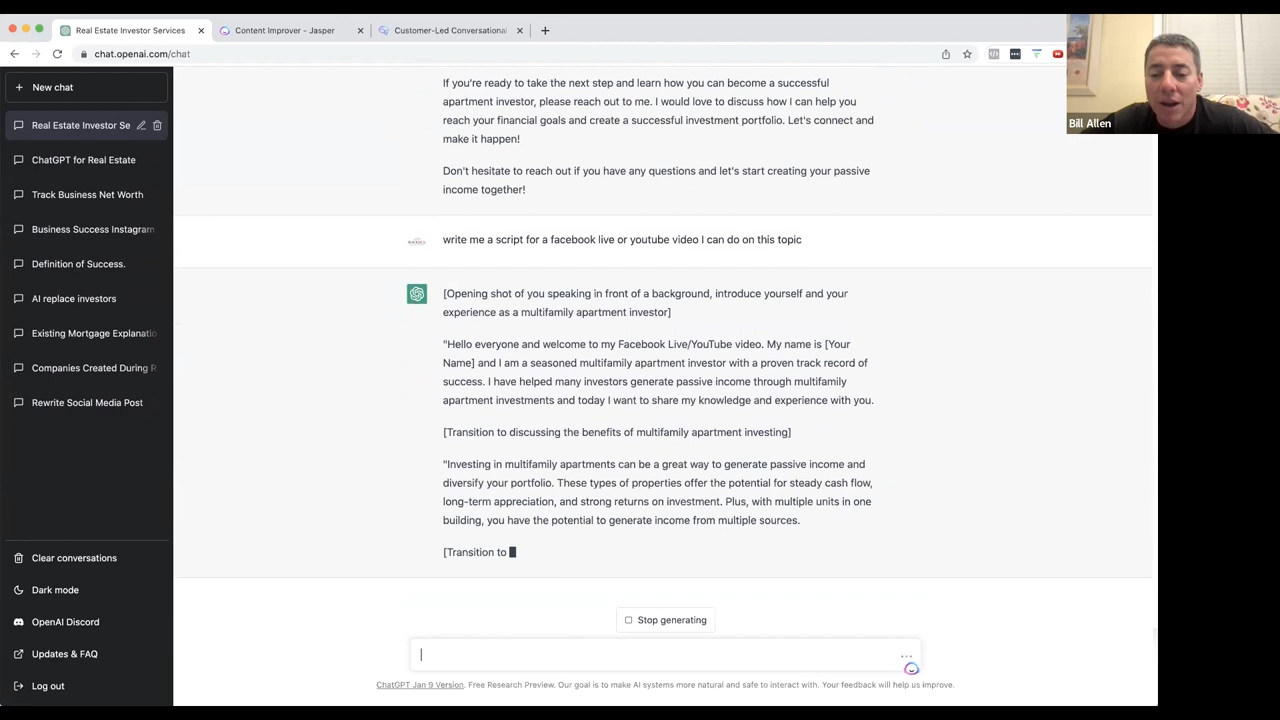 Real Estate Investor Services
Content Improver - Jasper
Customer-Led Conversational
chat.openai.com/chat
Bill Allen
New chat
Real Estate Investor Se
ChatGPT for Real Estate
Track Business Net Worth
Business Success Instagram
Definition of Success.
AI replace investors
Existing Mortgage Explanatio
Companies Created During R
Rewrite Social Media Post
Clear conversations
Dark mode
OpenAI Discord
Updates & FAQ
Log out
If you're ready to take the next step and learn how you can become a successful
apartment investor, please reach out to me. I would love to discuss how I can help you
reach your financial goals and create a successful investment portfolio. Let's connect and
make it happen!
Don't hesitate to reach out if you have any questions and let's start creating your passive
income together!
write me a script for a facebook live or youtube video I can do on this topic
[Opening shot of you speaking in front of a background, introduce yourself and your
experience as a multifamily apartment investor]
"Hello everyone and welcome to my Facebook Live/YouTube video. My name is [Your
Name] and I am a seasoned multifamily apartment investor with a proven track record of
success. I have helped many investors generate passive income through multifamily
apartment investments and today I want to share my knowledge and experience with you.
[Transition to discussing the benefits of multifamily apartment investing]
"Investing in multifamily apartments can be a great way to generate passive income and
diversify your portfolio. These types of properties offer the potential for steady cash flow,
long-term appreciation, and strong returns on investment. Plus, with multiple units in one
building, you have the potential to generate income from multiple sources.
[Transition to
Stop generating
ChatGPT Jan 9 Version. Free Research Preview. Our goal is to make AI systems more natural and safe to interact with. Your feedback will help us improve.